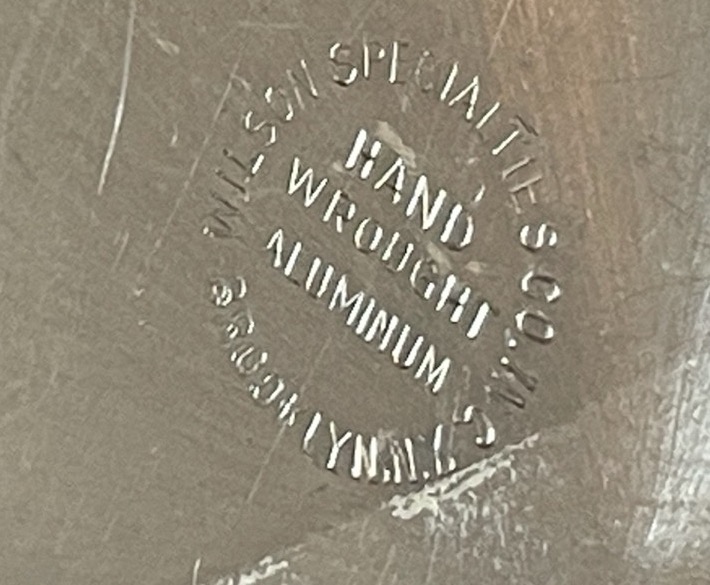 WILSON SPECIALTIES CO. INC.
BROOKLYN. N.Y.
HAND
WROUGHT
ALUMINUM